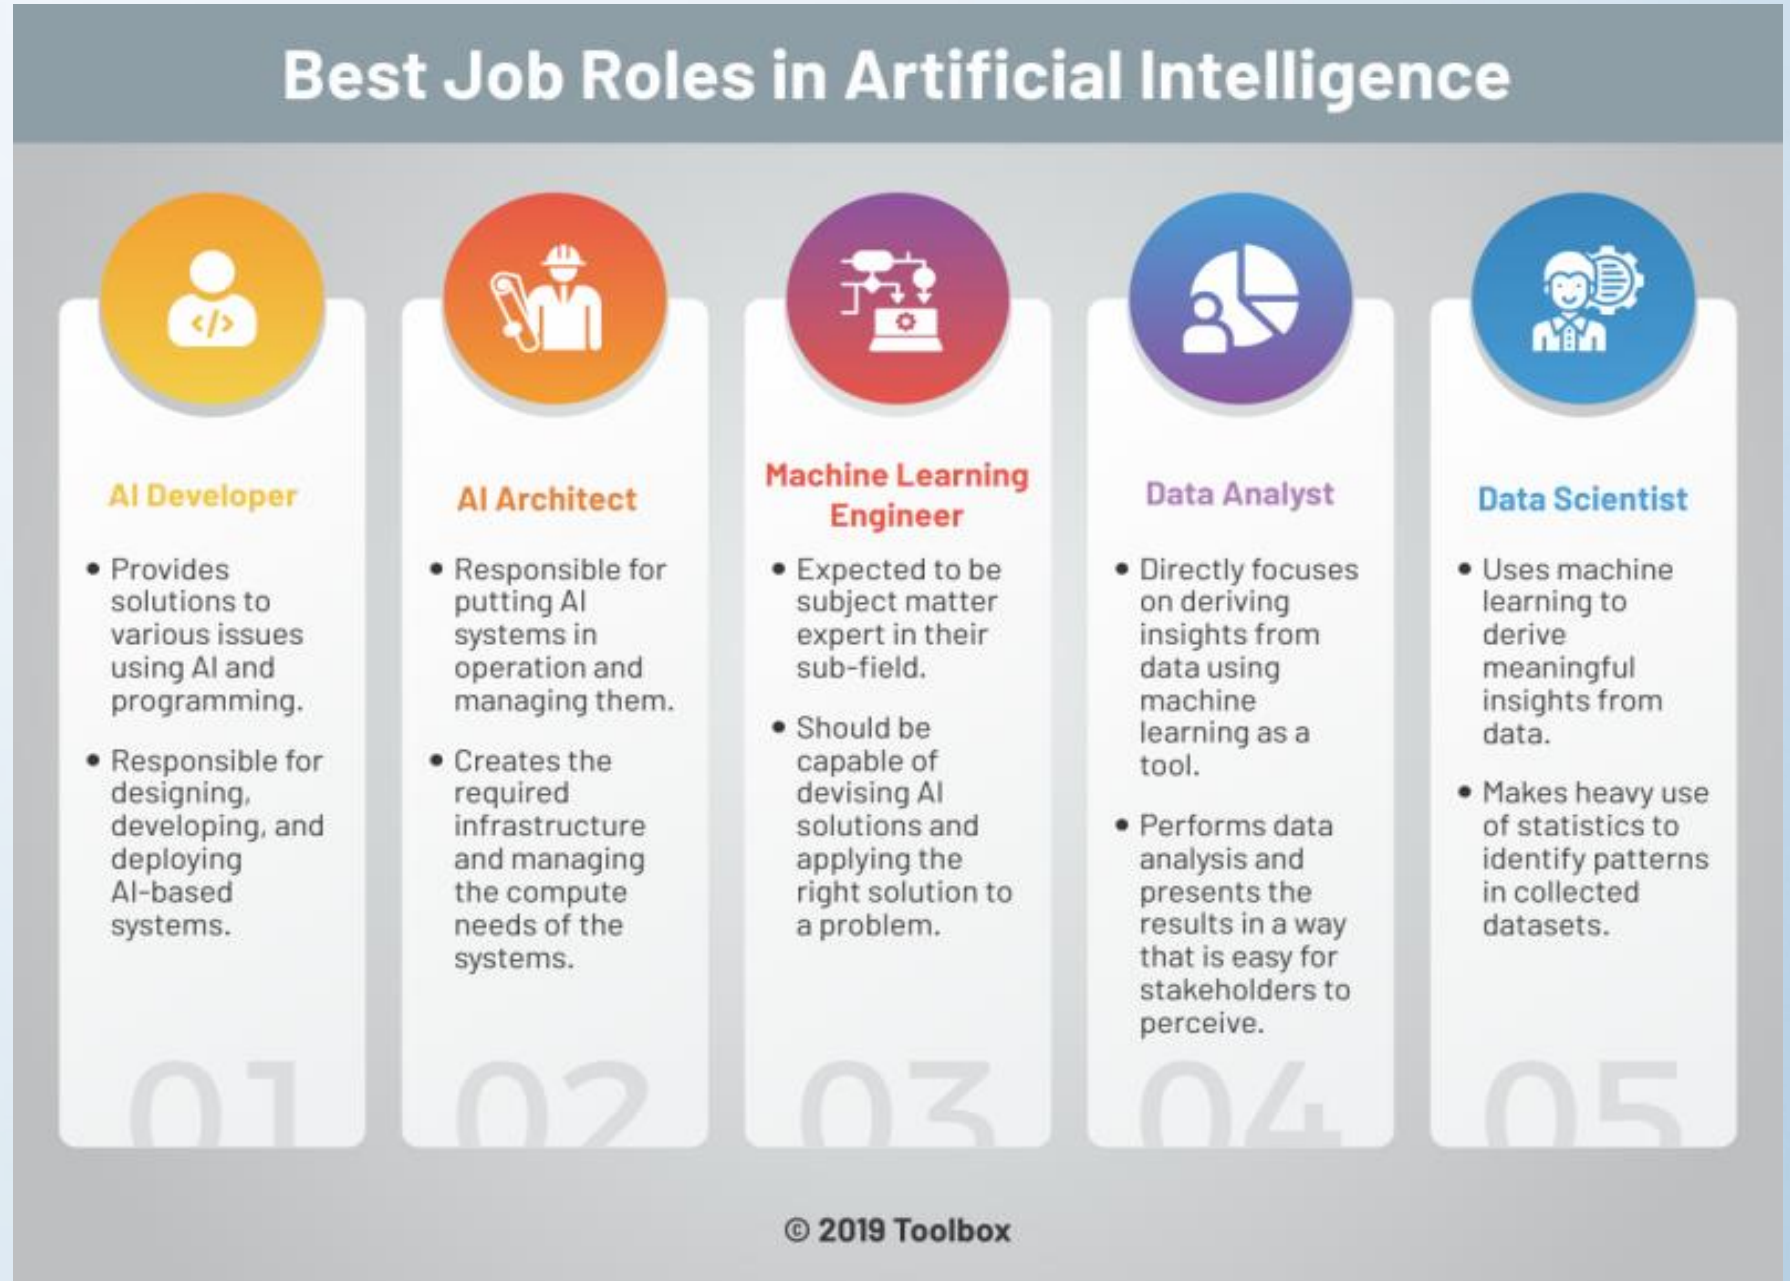 Best Job Roles in Artificial Intelligence
</>
AI Developer
• Provides
solutions to
various issues
using AI and
programming.
• Responsible for
designing,
developing, and
deploying
AI-based
systems.
01
AI Architect
• Responsible for
putting AI
systems in
operation and
managing them.
• Creates the
required
infrastructure
and managing
the compute
needs of the
systems.
02
Machine Learning
Engineer
• Expected to be
subject matter
expert in their
sub-field.
• Should be
capable of
devising AI
solutions and
applying the
right solution to
a problem.
03
Data Analyst
• Directly focuses
on deriving
insights from
data using
machine
learning as a
tool.
• Performs data
analysis and
presents the
results in a way
that is easy for
stakeholders to
perceive.
04
Data Scientist
• Uses machine
learning to
derive
meaningful
insights from
data.
• Makes heavy use
of statistics to
identify patterns
in collected
datasets.
05
© 2019 Toolbox